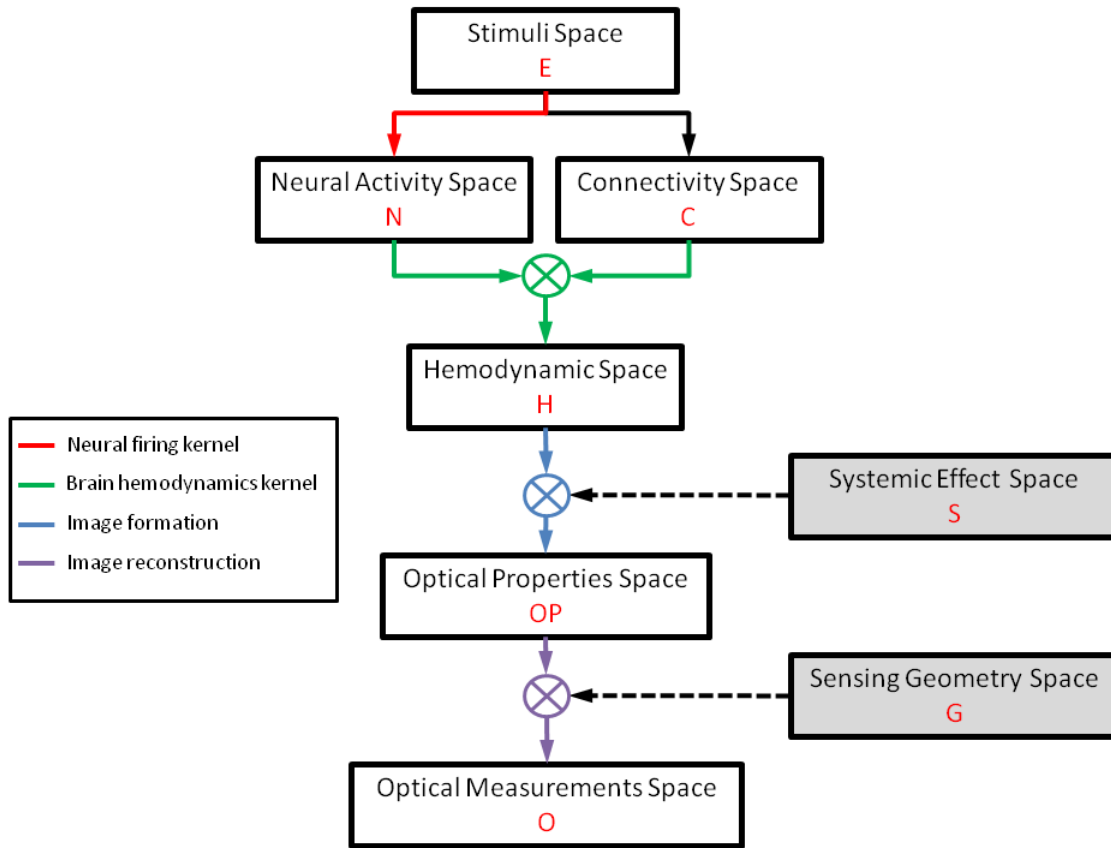 Stimuli Space
E
Neural Activity Space
N
Connectivity Space
C
Hemodynamic Space
H
Neural firing kernel
Brain hemodynamics kernel
Image formation
Image reconstruction
Systemic Effect Space
S
Optical Properties Space
OP
Sensing Geometry Space
G
Optical Measurements Space
O